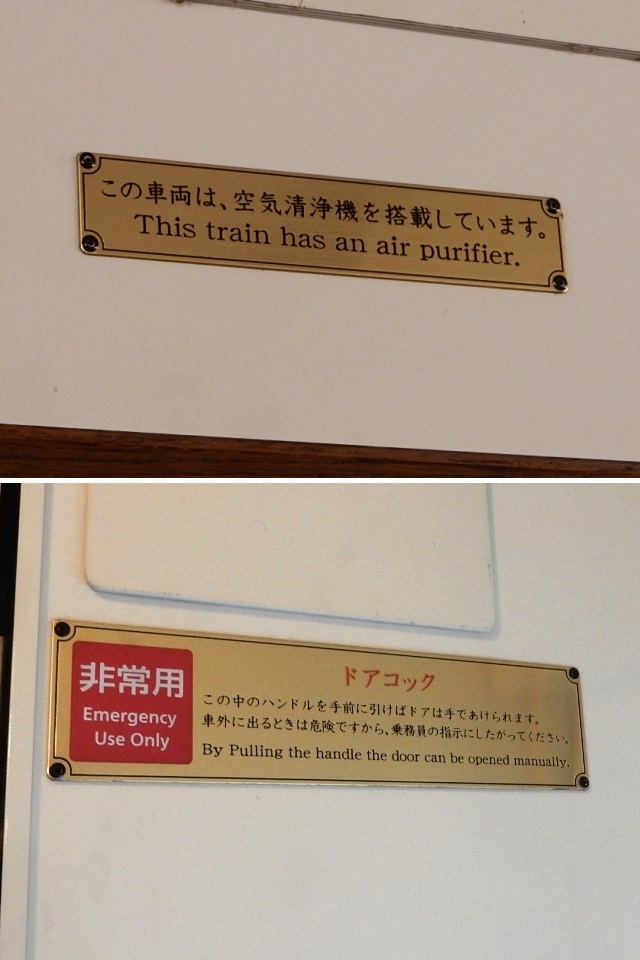 この車両は、空気清浄機を搭載しています。
This train has an air purifier.
非常用
Emergency
Use Only
ドアコック
この中のハンドルを手前に引けばドアは手であけられます。
車外に出るときは危険ですから、乗務員の指示にしたがってください。
By Pulling the handle the door can be opened manually.